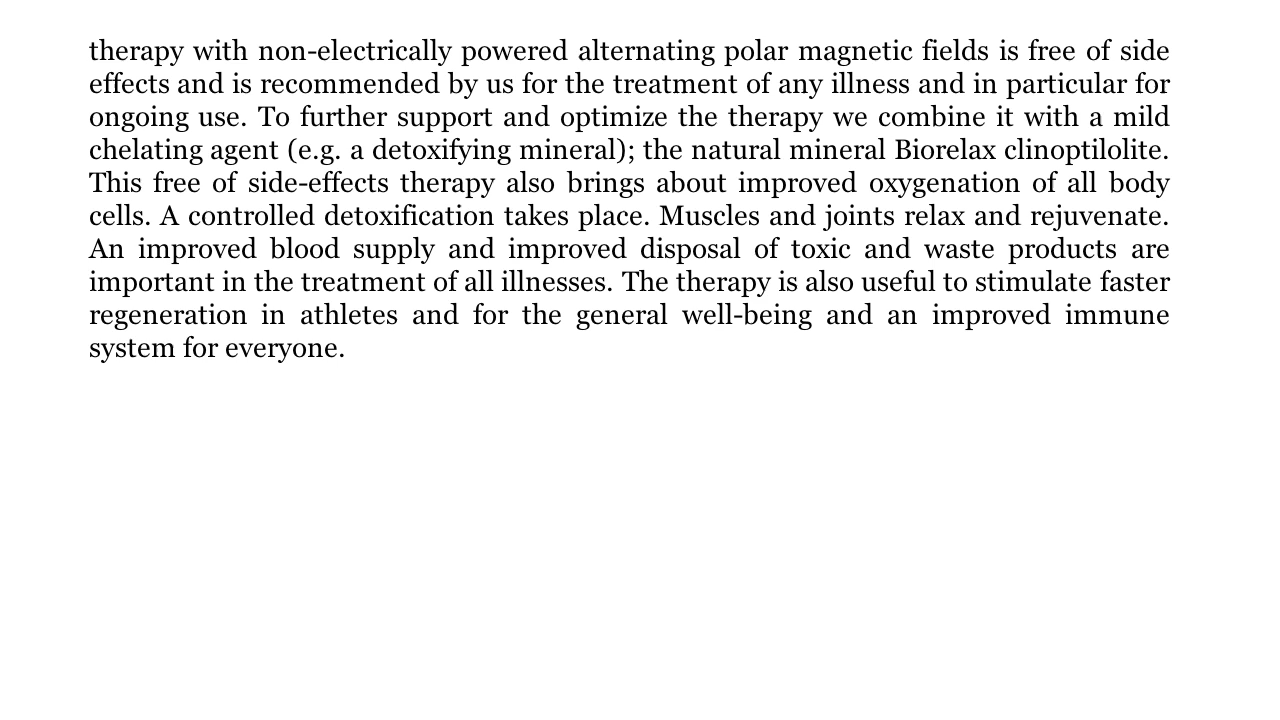 therapy with non-electrically powered alternating polar magnetic fields is free of side
effects and is recommended by us for the treatment of any illness and in particular for
ongoing use. To further support and optimize the therapy we combine it with a mild
chelating agent (e.g. a detoxifying mineral); the natural mineral Biorelax clinoptilolite.
This free of side-effects therapy also brings about improved oxygenation of all body
cells. A controlled detoxification takes place. Muscles and joints relax and rejuvenate.
An improved blood supply and improved disposal of toxic and waste products are
important in the treatment of all illnesses. The therapy is also useful to stimulate faster
regeneration in athletes and for the general well-being and an improved immune
system for everyone.